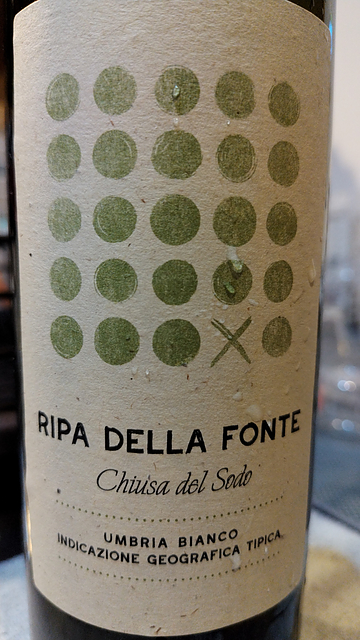 RIPA DELLA FONTE
Chiusa del Sodo
UMBRIA BIANCO
INDICAZIONE GEOGRAFICA TIPICA